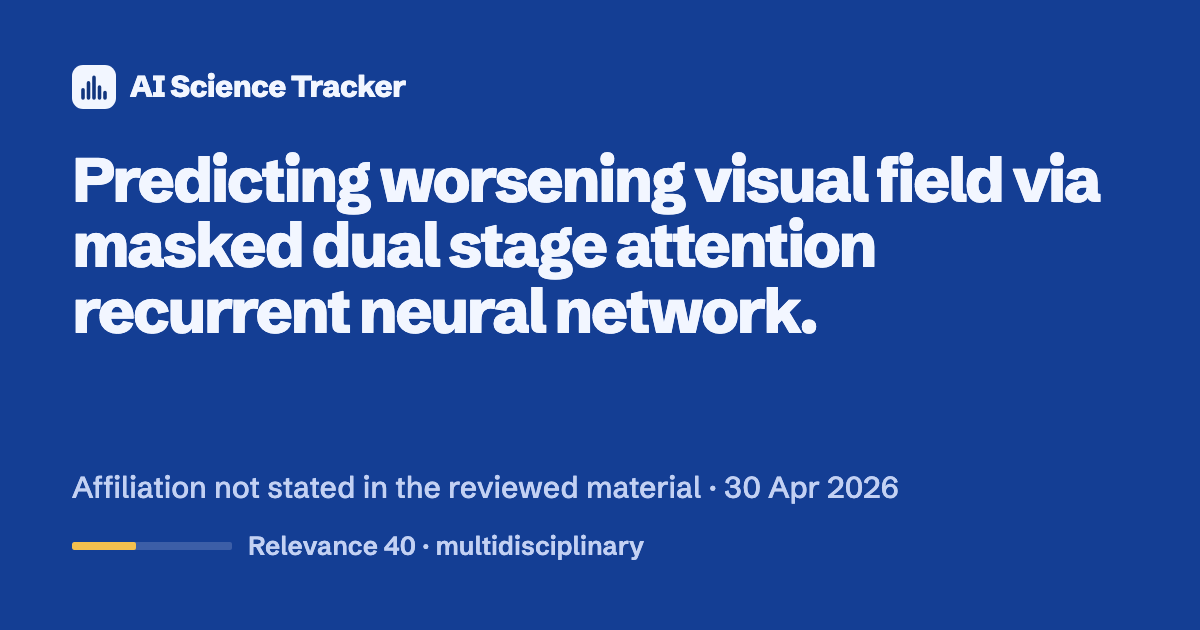 AI Science Tracker
Predicting worsening visual field via
masked dual stage attention
recurrent neural network.
Affiliation not stated in the reviewed material · 30 Apr 2026
Relevance 40 · multidisciplinary